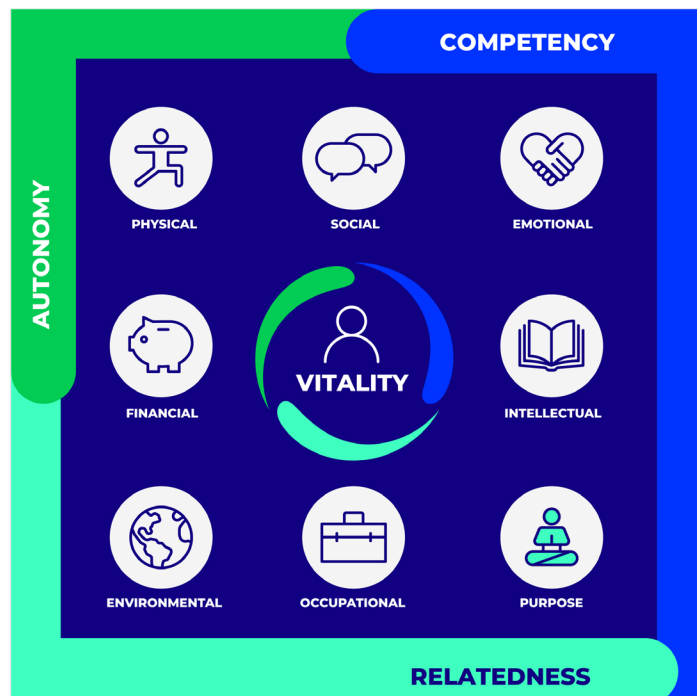 COMPETENCY
AUTONOMY
PHYSICAL
SOCIAL
EMOTIONAL
FINANCIAL
VITALITY
INTELLECTUAL
ENVIRONMENTAL
OCCUPATIONAL
PURPOSE
RELATEDNESS